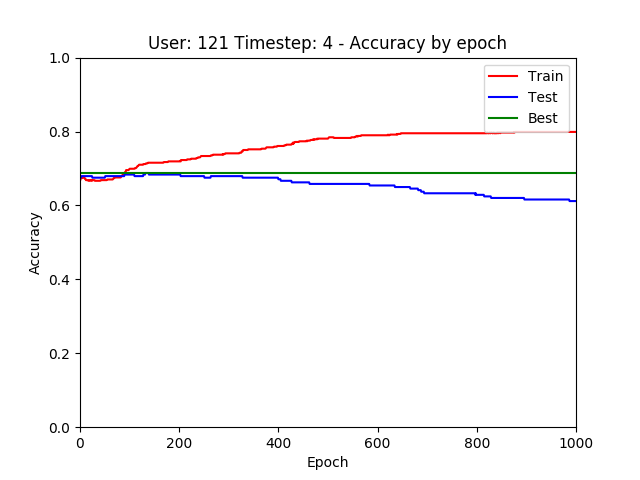 User: 121 Timestep: 4 - Accuracy by epoch
1.0
0.8
0.6
0.4
0.2
0.0
Accuracy
Train
Test
Best
0 200 400 600 800 1000
Epoch